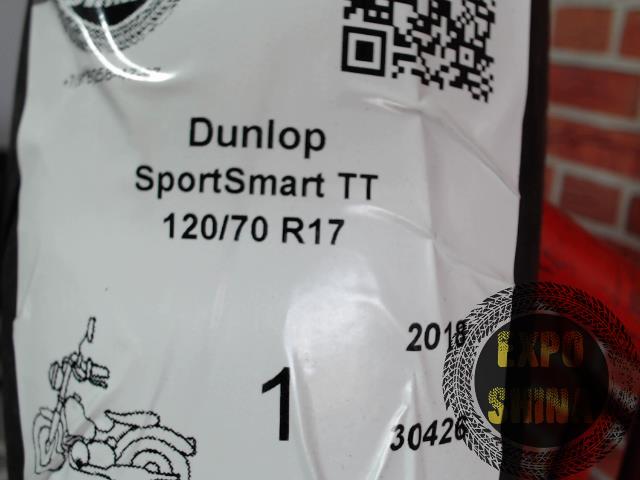 Dunlop
SportSmart TT
120/70 R17
2018
1
30426
EXPO
SHINA